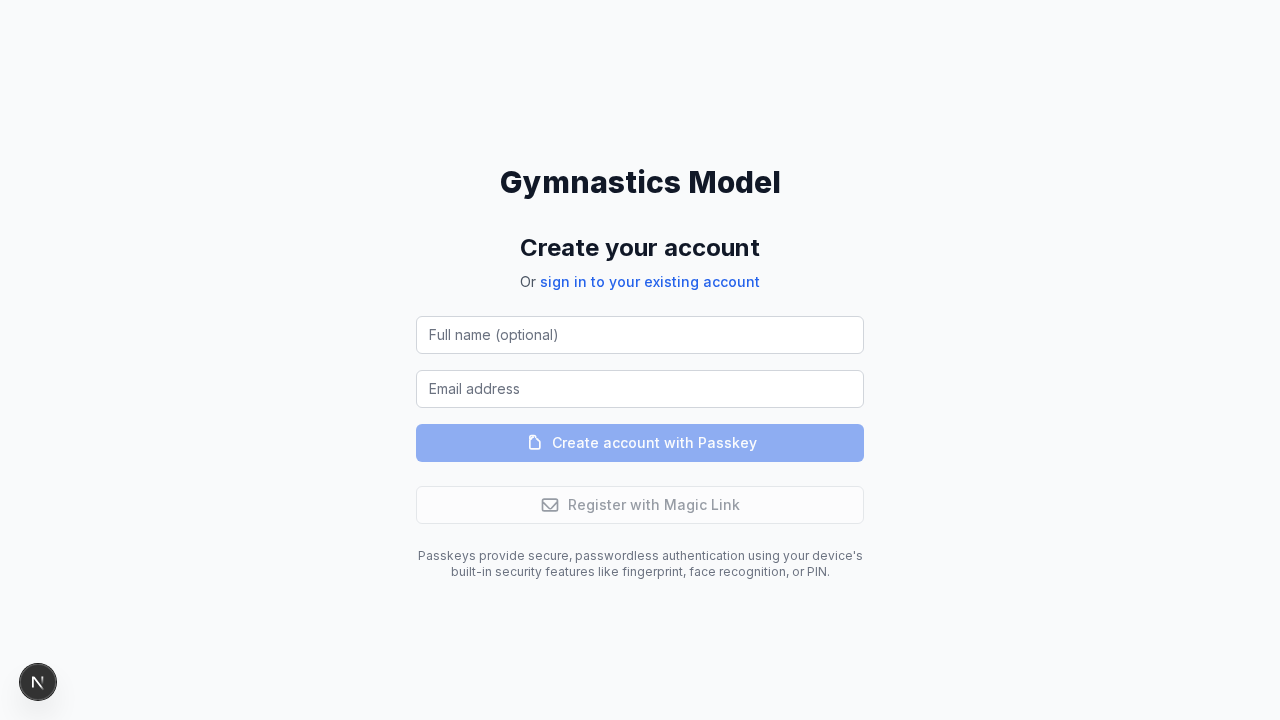 Gymnastics Model
Create your account
Or sign in to your existing account
Full name (optional)
Email address
Create account with Passkey
Register with Magic Link
Passkeys provide secure, passwordless authentication using your device's
built-in security features like fingerprint, face recognition, or PIN.
N